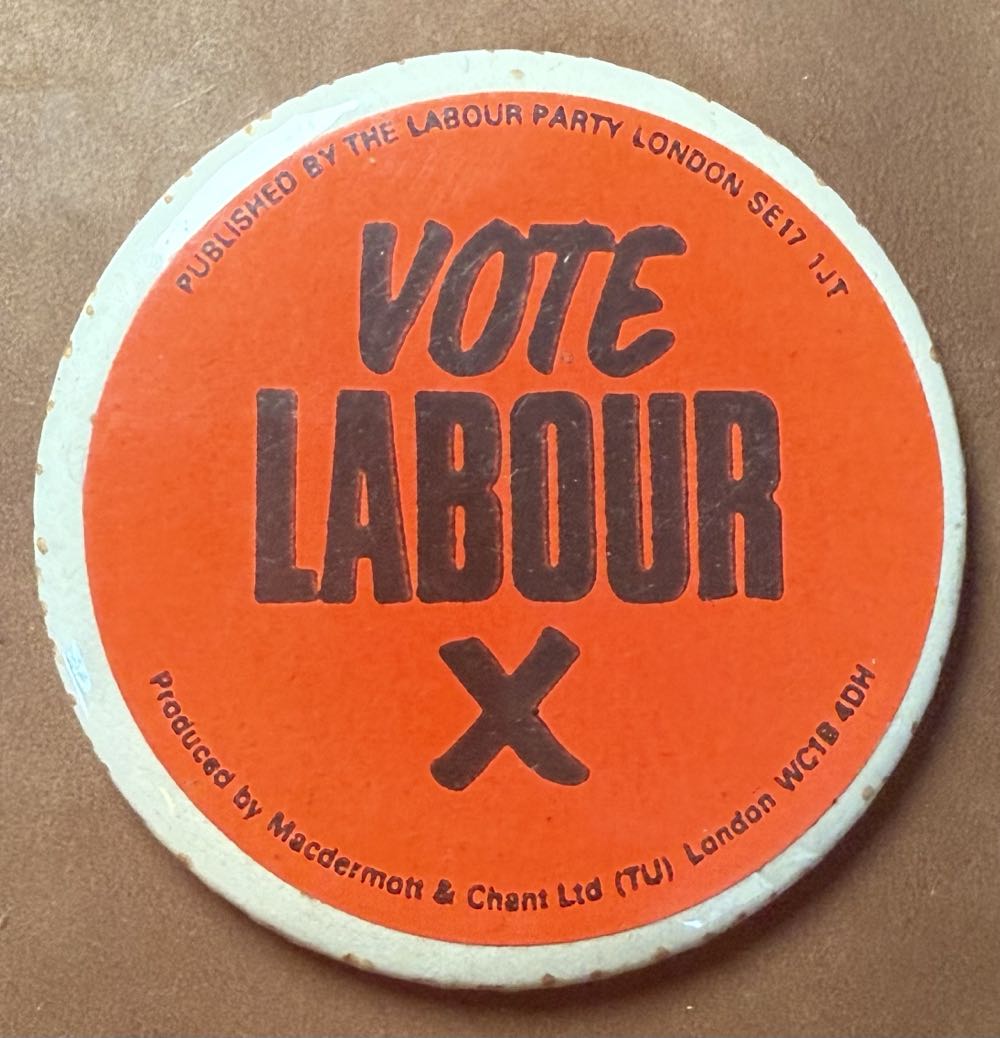 PUBLISHED BY THE LABOUR PARTY LONDON SE17 1JT
VOTE
LABOUR
X
Produced by Macdermott & Chant Ltd (TU) London WC1B 4DH